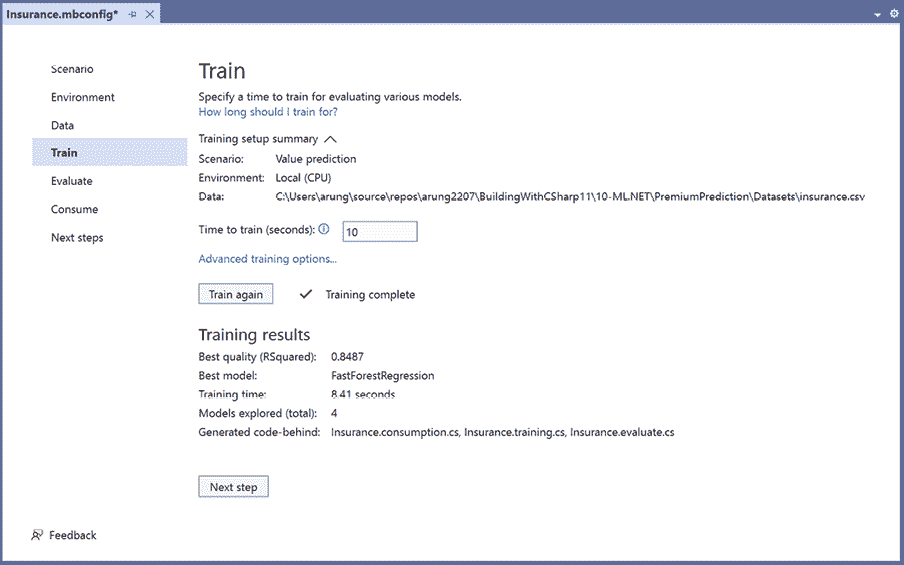 Insurance.mbconfig*
Scenario
Environment
Data
Train
Evaluate
Consume
Next steps
Train
Specify a time to train for evaluating various models.
How long should I train for?
Training setup summary
Scenario: Value prediction
Environment: Local (CPU)
Data: C:\Users\arung\source\repos\arung2207\BuildingWithCSharp11\10-ML.NET\PremiumPrediction\Datasets\insurance.csv
Time to train (seconds): 10
Advanced training options...
Train again Training complete
Training results
Best quality (RSquared): 0.8487
Best model: FastForestRegression
Training time: 8.41 seconds
Models explored (total): 4
Generated code-behind: Insurance.consumption.cs, Insurance.training.cs, Insurance.evaluate.cs
Next step
Feedback